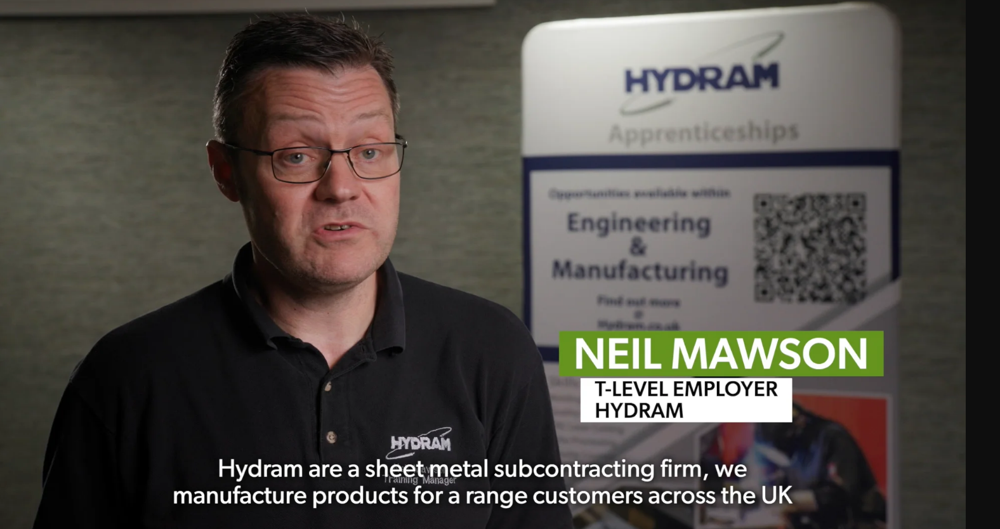 HYDRAM
Apprenticeships
Opportunities available within
Engineering
&
Manufacturing
Find out more
@
Hydram.co.uk
NEIL MAWSON
T-LEVEL EMPLOYER
HYDRAM
HYDRAM
Training Manager
Hydram are a sheet metal subcontracting firm, we
manufacture products for a range customers across the UK